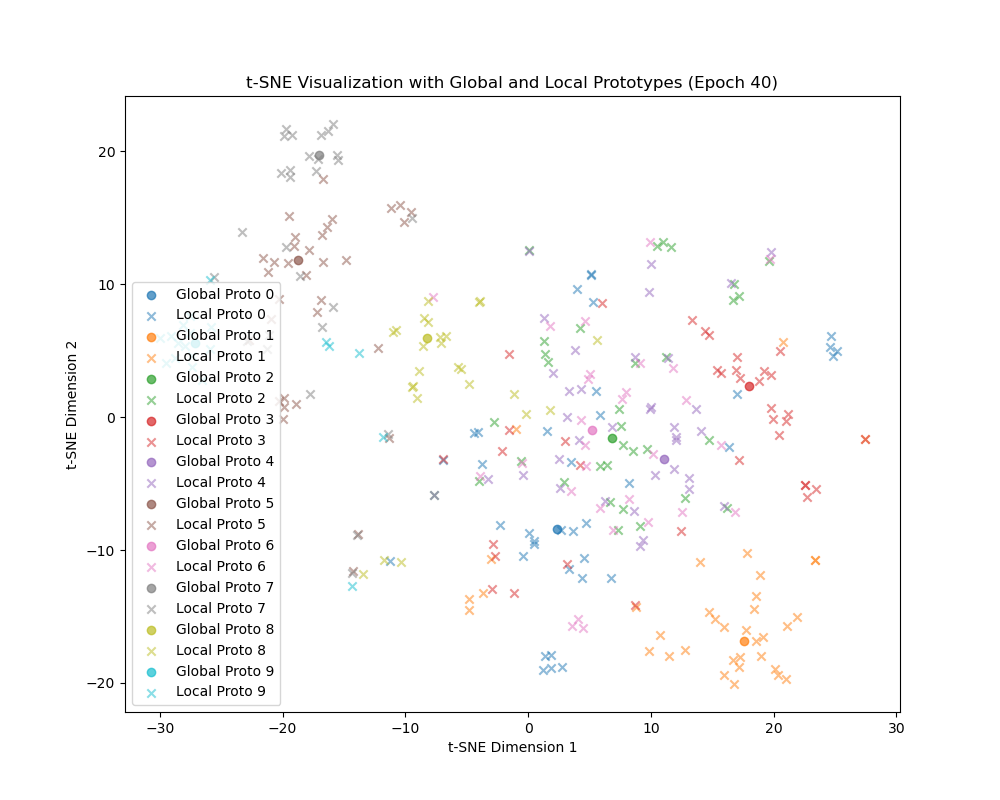 t-SNE Visualization with Global and Local Prototypes (Epoch 40)
t-SNE Dimension 2
20
10
0
−10
−20
Global Proto 0
Local Proto 0
Global Proto 1
Local Proto 1
Global Proto 2
Local Proto 2
Global Proto 3
Local Proto 3
Global Proto 4
Local Proto 4
Global Proto 5
Local Proto 5
Global Proto 6
Local Proto 6
Global Proto 7
Local Proto 7
Global Proto 8
Local Proto 8
Global Proto 9
Local Proto 9
−30 −20 −10 0 10 20 30
t-SNE Dimension 1